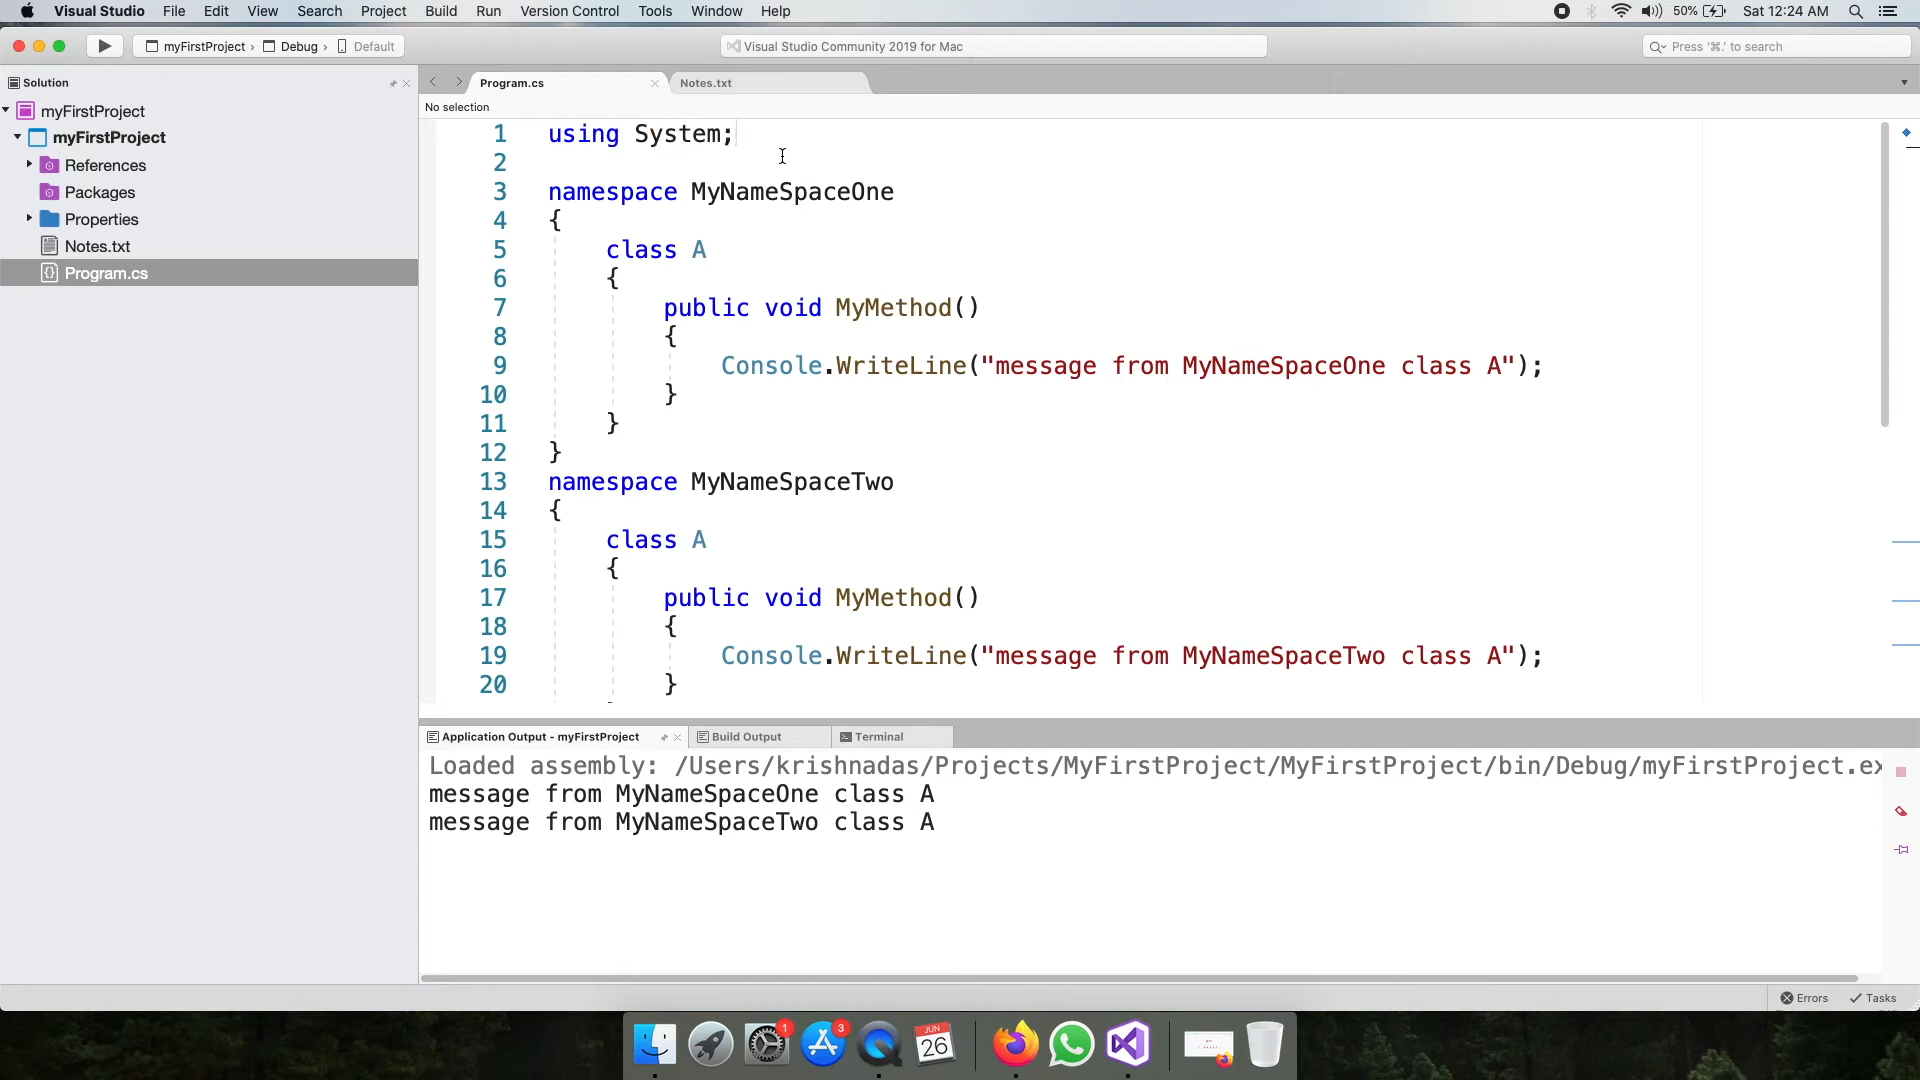 Visual Studio File Edit View Search Project Build Run Version Control Tools Window Help 50% Sat 12:24 AM
myFirstProject › Debug › Default Visual Studio Community 2019 for Mac Press '⌘.' to search
Solution
Program.cs Notes.txt
No selection
myFirstProject
myFirstProject
References
Packages
Properties
Notes.txt
Program.cs
1 using System;
2
3 namespace MyNameSpaceOne
4 {
5 class A
6 {
7 public void MyMethod()
8 {
9 Console.WriteLine("message from MyNameSpaceOne class A");
10 }
11 }
12 }
13 namespace MyNameSpaceTwo
14 {
15 class A
16 {
17 public void MyMethod()
18 {
19 Console.WriteLine("message from MyNameSpaceTwo class A");
20 }
Application Output - myFirstProject Build Output Terminal
Loaded assembly: /Users/krishnadas/Projects/MyFirstProject/MyFirstProject/bin/Debug/myFirstProject.ex
message from MyNameSpaceOne class A
message from MyNameSpaceTwo class A
Errors Tasks
1 3 JUN
26